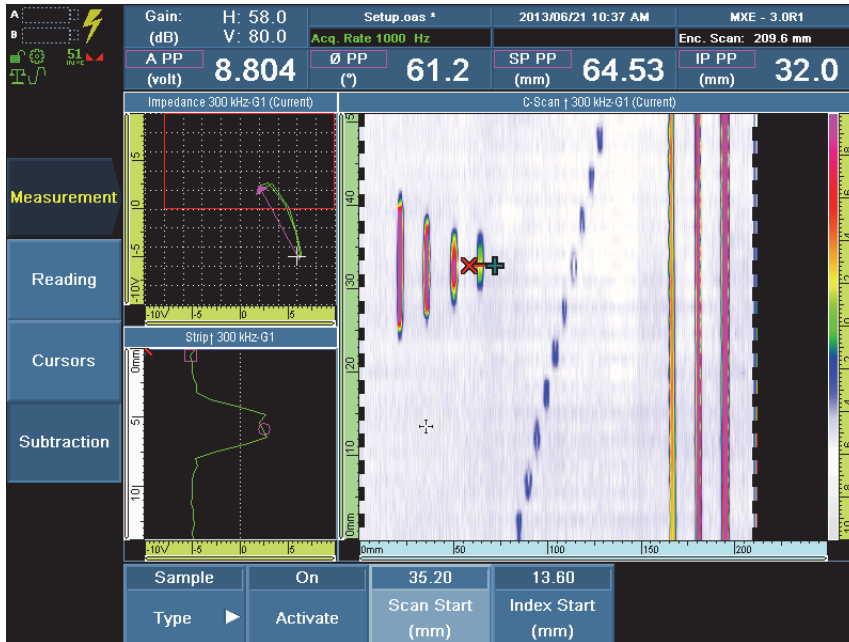 A
B
51
IN÷C
Gain: H: 58.0
(dB) V: 80.0
Setup.oas *
2013/06/21 10:37 AM
MXE - 3.0R1
Acq. Rate 1000 Hz
Enc. Scan: 209.6 mm
A PP
(volt)
8.804
Ø PP
(°)
61.2
SP PP
(mm)
64.53
IP PP
(mm)
32.0
Impedance 300 kHz-G1 (Current)
C-Scan † 300 kHz-G1 (Current)
Measurement
Reading
Cursors
Subtraction
|5
|0
|-5
-10V
-10V |-5 |0 |5
Strip† 300 kHz-G1
0mm
5|
10|
-10V |-5 |0 |5
|40
|30
|20
|10
0mm
0mm |50 |100 |150 |200
Sample
Type
On
Activate
35.20
Scan Start
(mm)
13.60
Index Start
(mm)